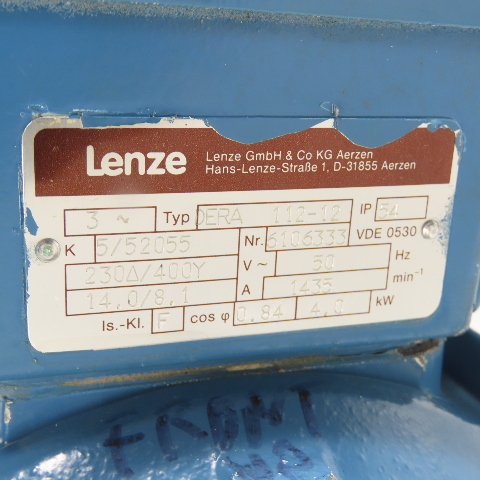 Lenze
Lenze GmbH & Co KG Aerzen
Hans-Lenze-Straße 1, D-31855 Aerzen
3 ~ Typ DERA 112-12 IP 54
K 5/52055 Nr. 6106333 VDE 0530
230Δ/400Y V~ 50 Hz
14,0/8,1 A 1435 min⁻¹
Is.-Kl. F cos φ 0,84 4,0 kW
FRONT